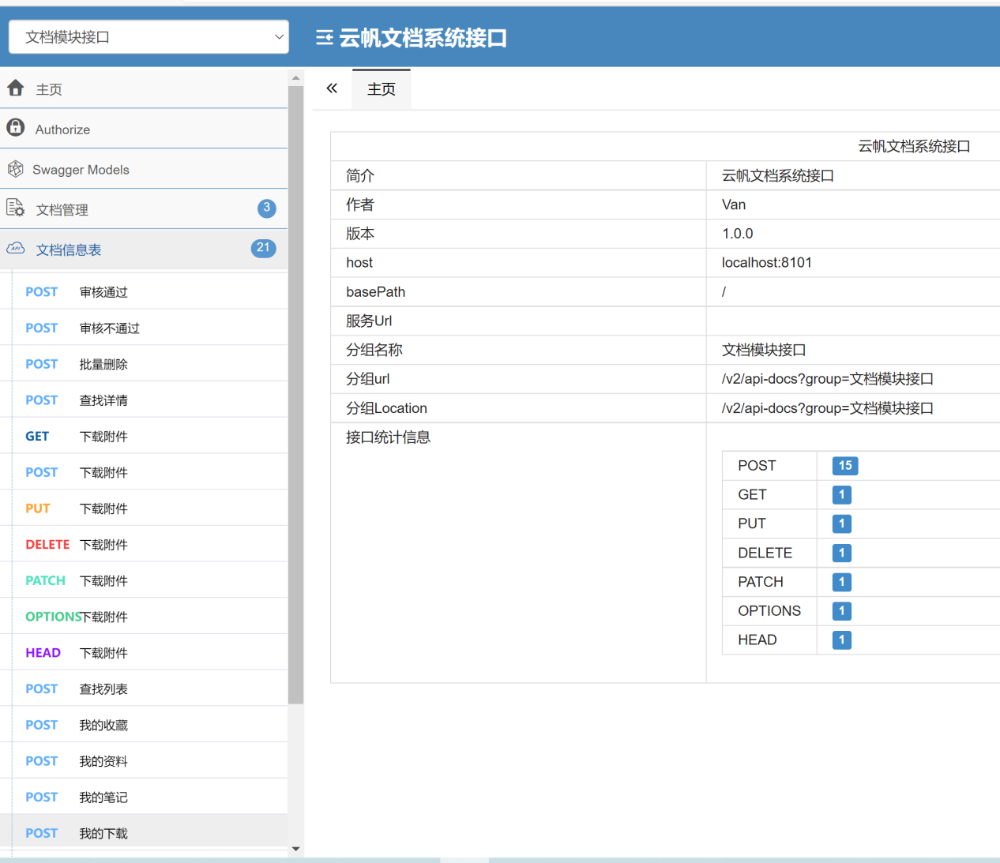 文档模块接口
云帆文档系统接口
主页
Authorize
Swagger Models
文档管理 3
文档信息表 21
POST 审核通过
POST 审核不通过
POST 批量删除
POST 查找详情
GET 下载附件
POST 下载附件
PUT 下载附件
DELETE 下载附件
PATCH 下载附件
OPTIONS 下载附件
HEAD 下载附件
POST 查找列表
POST 我的收藏
POST 我的资料
POST 我的笔记
POST 我的下载
主页
云帆文档系统接口
简介 云帆文档系统接口
作者 Van
版本 1.0.0
host localhost:8101
basePath /
服务Url
分组名称 文档模块接口
分组url /v2/api-docs?group=文档模块接口
分组Location /v2/api-docs?group=文档模块接口
接口统计信息
POST 15
GET 1
PUT 1
DELETE 1
PATCH 1
OPTIONS 1
HEAD 1